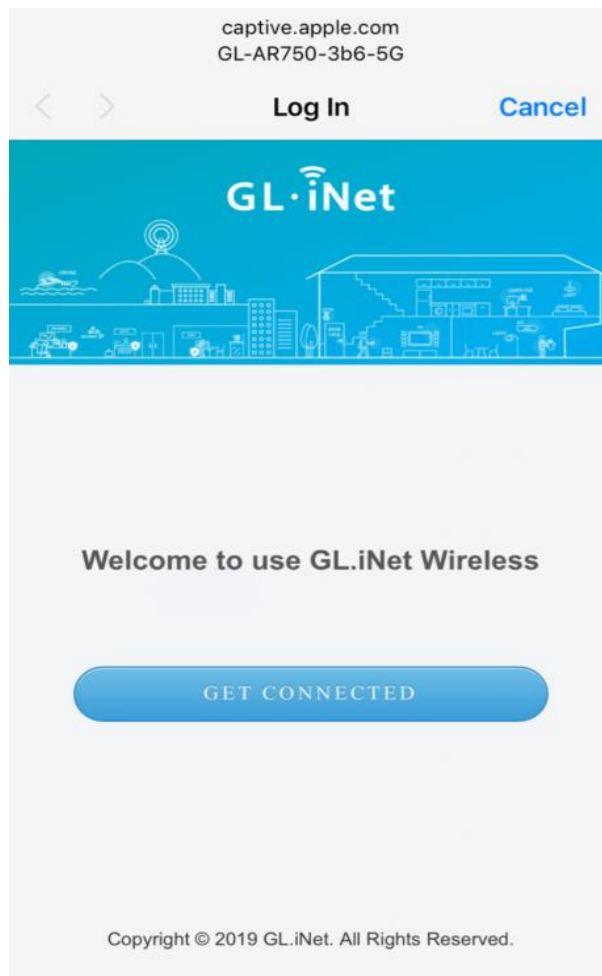 captive.apple.com
GL-AR750-3b6-5G
Log In
Cancel
GL·iNet
Welcome to use GL.iNet Wireless
GET CONNECTED
Copyright © 2019 GL.iNet. All Rights Reserved.